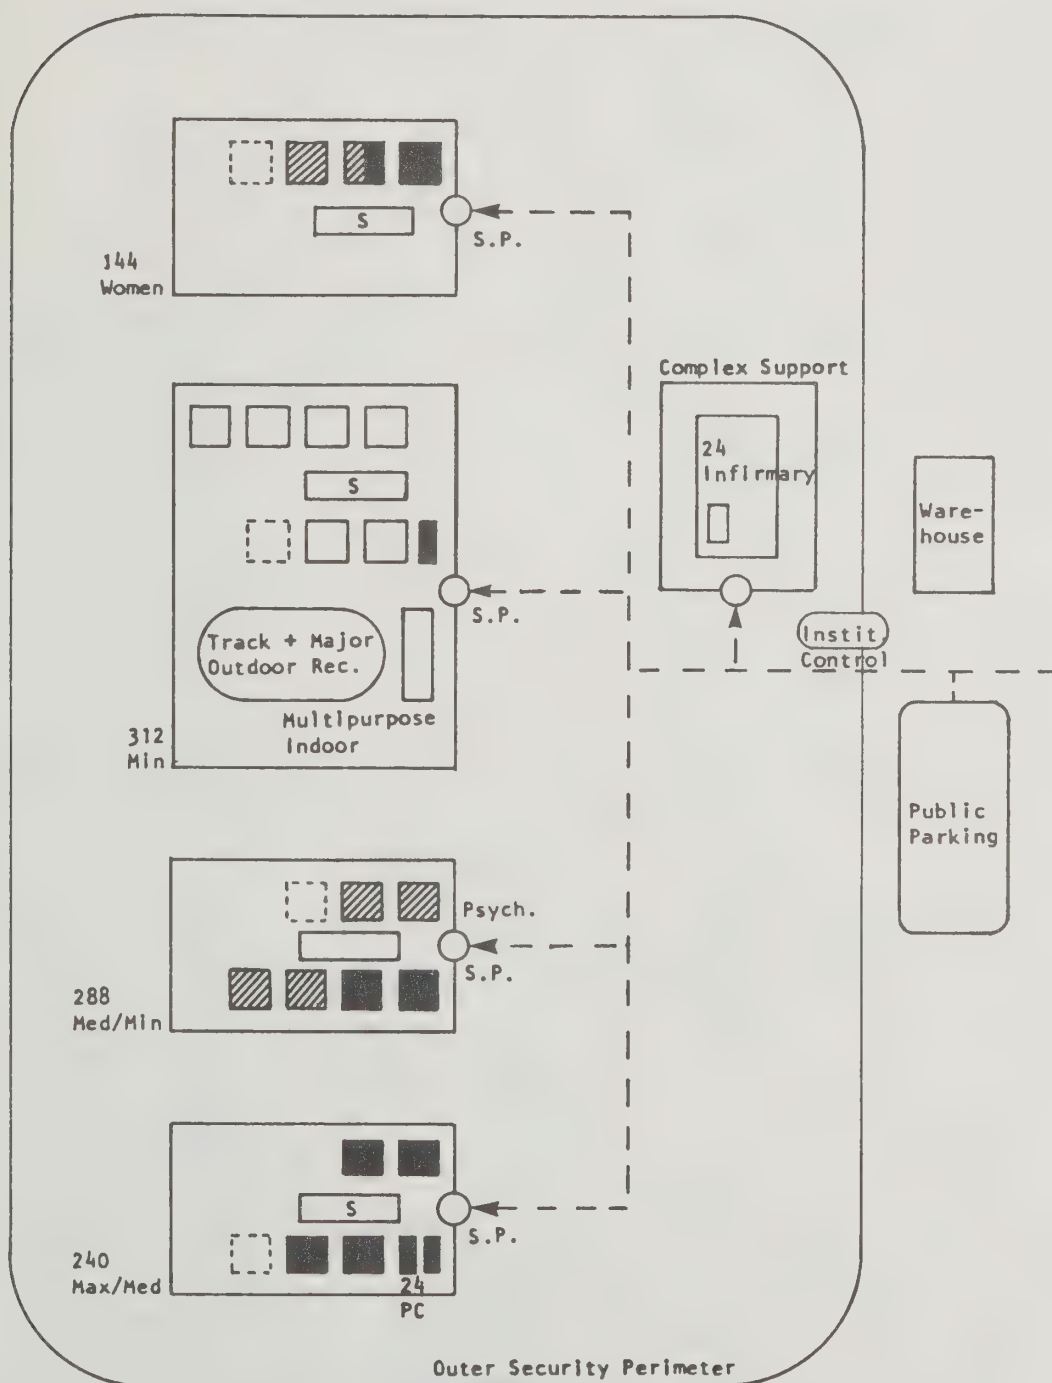 S
S.P.
144
Women
Complex Support
24
Infirmary
Ware-
house
S
S.P.
Instit.
Control
Track + Major
Outdoor Rec.
Multipurpose
Indoor
312
Min
Public
Parking
Psych.
S.P.
288
Med/Min
S
S.P.
240
Max/Med
24
PC
Outer Security Perimeter